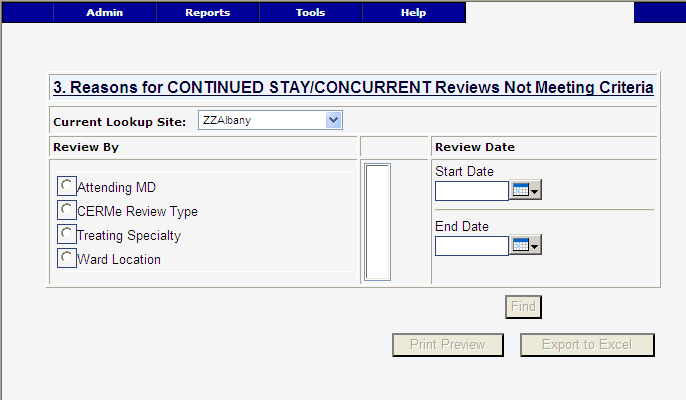 Admin Reports Tools Help
3. Reasons for CONTINUED STAY/CONCURRENT Reviews Not Meeting Criteria
Current Lookup Site: ZZAlbany
Review By Review Date
Attending MD
CERMe Review Type
Treating Specialty
Ward Location
Start Date
End Date
Find
Print Preview Export to Excel